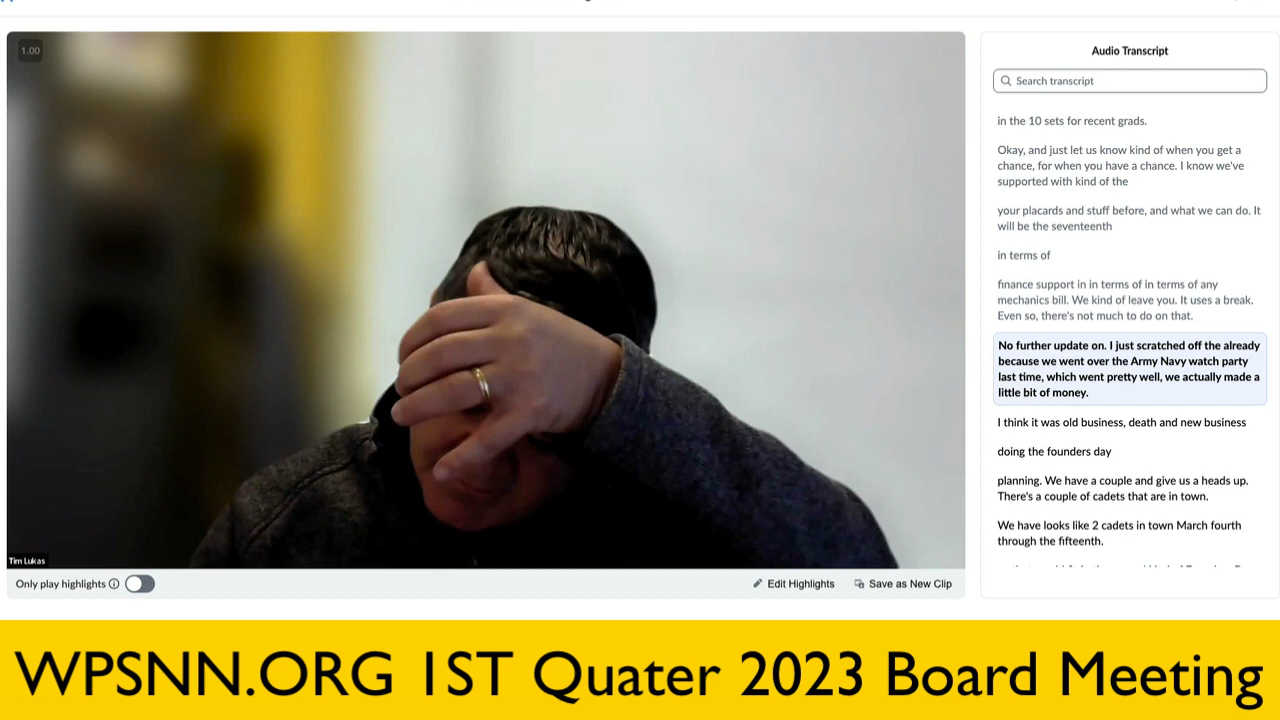 1.00
Tim Lukas
Only play highlights
Edit Highlights
Save as New Clip
Audio Transcript
Search transcript
in the 10 sets for recent grads.
Okay, and just let us know kind of when you get a
chance, for when you have a chance. I know we've
supported with kind of the
your placards and stuff before, and what we can do. It
will be the seventeenth
in terms of
finance support in in terms of in terms of any
mechanics bill. We kind of leave you. It uses a break.
Even so, there's not much to do on that.
No further update on. I just scratched off the already
because we went over the Army Navy watch party
last time, which went pretty well, we actually made a
little bit of money.
I think it was old business, death and new business
doing the founders day
planning. We have a couple and give us a heads up.
There's a couple of cadets that are in town.
We have looks like 2 cadets in town March fourth
through the fifteenth.
WPSNN.ORG 1ST Quater 2023 Board Meeting